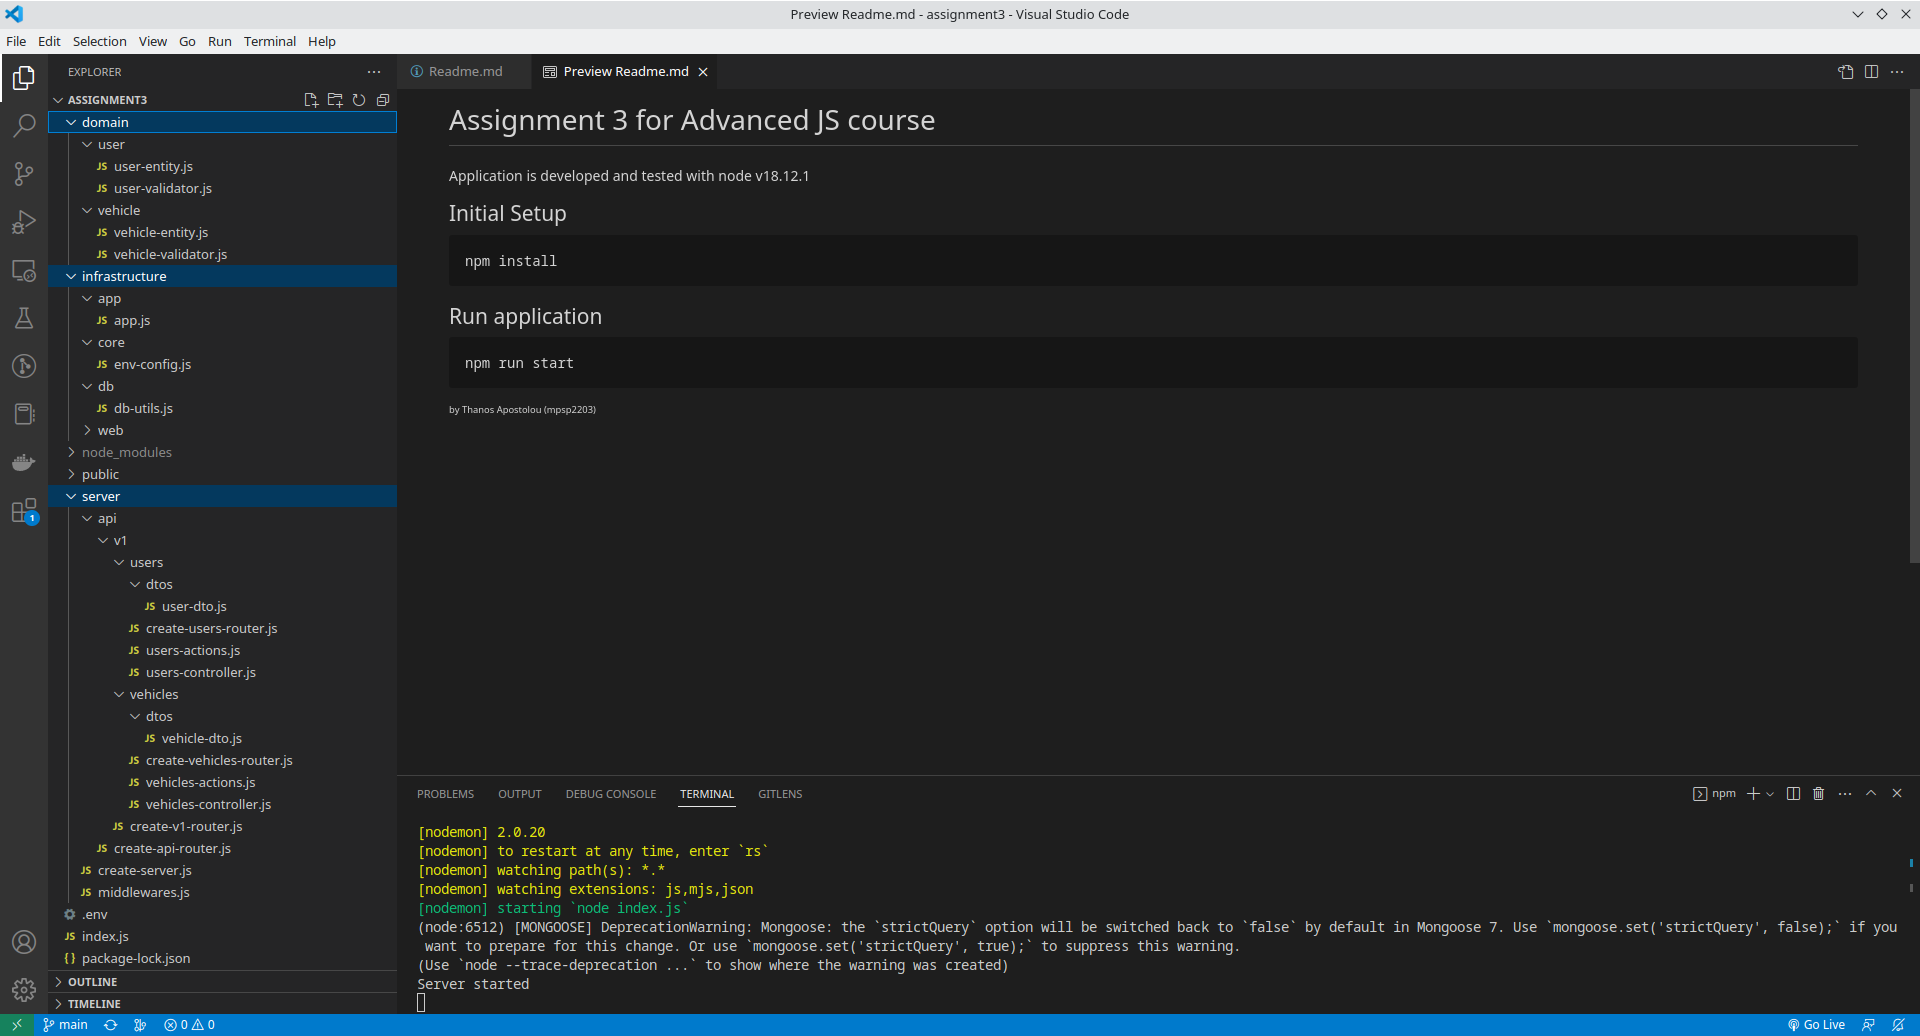 Preview Readme.md - assignment3 - Visual Studio Code
File Edit Selection View Go Run Terminal Help
EXPLORER
ASSIGNMENT3
domain
user
JS user-entity.js
JS user-validator.js
vehicle
JS vehicle-entity.js
JS vehicle-validator.js
infrastructure
app
JS app.js
core
JS env-config.js
db
JS db-utils.js
web
node_modules
public
server
api
v1
users
dtos
JS user-dto.js
JS create-users-router.js
JS users-actions.js
JS users-controller.js
vehicles
dtos
JS vehicle-dto.js
JS create-vehicles-router.js
JS vehicles-actions.js
JS vehicles-controller.js
JS create-v1-router.js
JS create-api-router.js
JS create-server.js
JS middlewares.js
.env
JS index.js
{} package-lock.json
OUTLINE
TIMELINE
1
Readme.md Preview Readme.md
Assignment 3 for Advanced JS course
Application is developed and tested with node v18.12.1
Initial Setup
npm install
Run application
npm run start
by Thanos Apostolou (mpsp2203)
PROBLEMS OUTPUT DEBUG CONSOLE TERMINAL GITLENS
npm
[nodemon] 2.0.20
[nodemon] to restart at any time, enter `rs`
[nodemon] watching path(s): *.*
[nodemon] watching extensions: js,mjs,json
[nodemon] starting `node index.js`
(node:6512) [MONGOOSE] DeprecationWarning: Mongoose: the `strictQuery` option will be switched back to `false` by default in Mongoose 7. Use `mongoose.set('strictQuery', false);` if you
want to prepare for this change. Or use `mongoose.set('strictQuery', true);` to suppress this warning.
(Use `node --trace-deprecation ...` to show where the warning was created)
Server started
main 0 0 Go Live